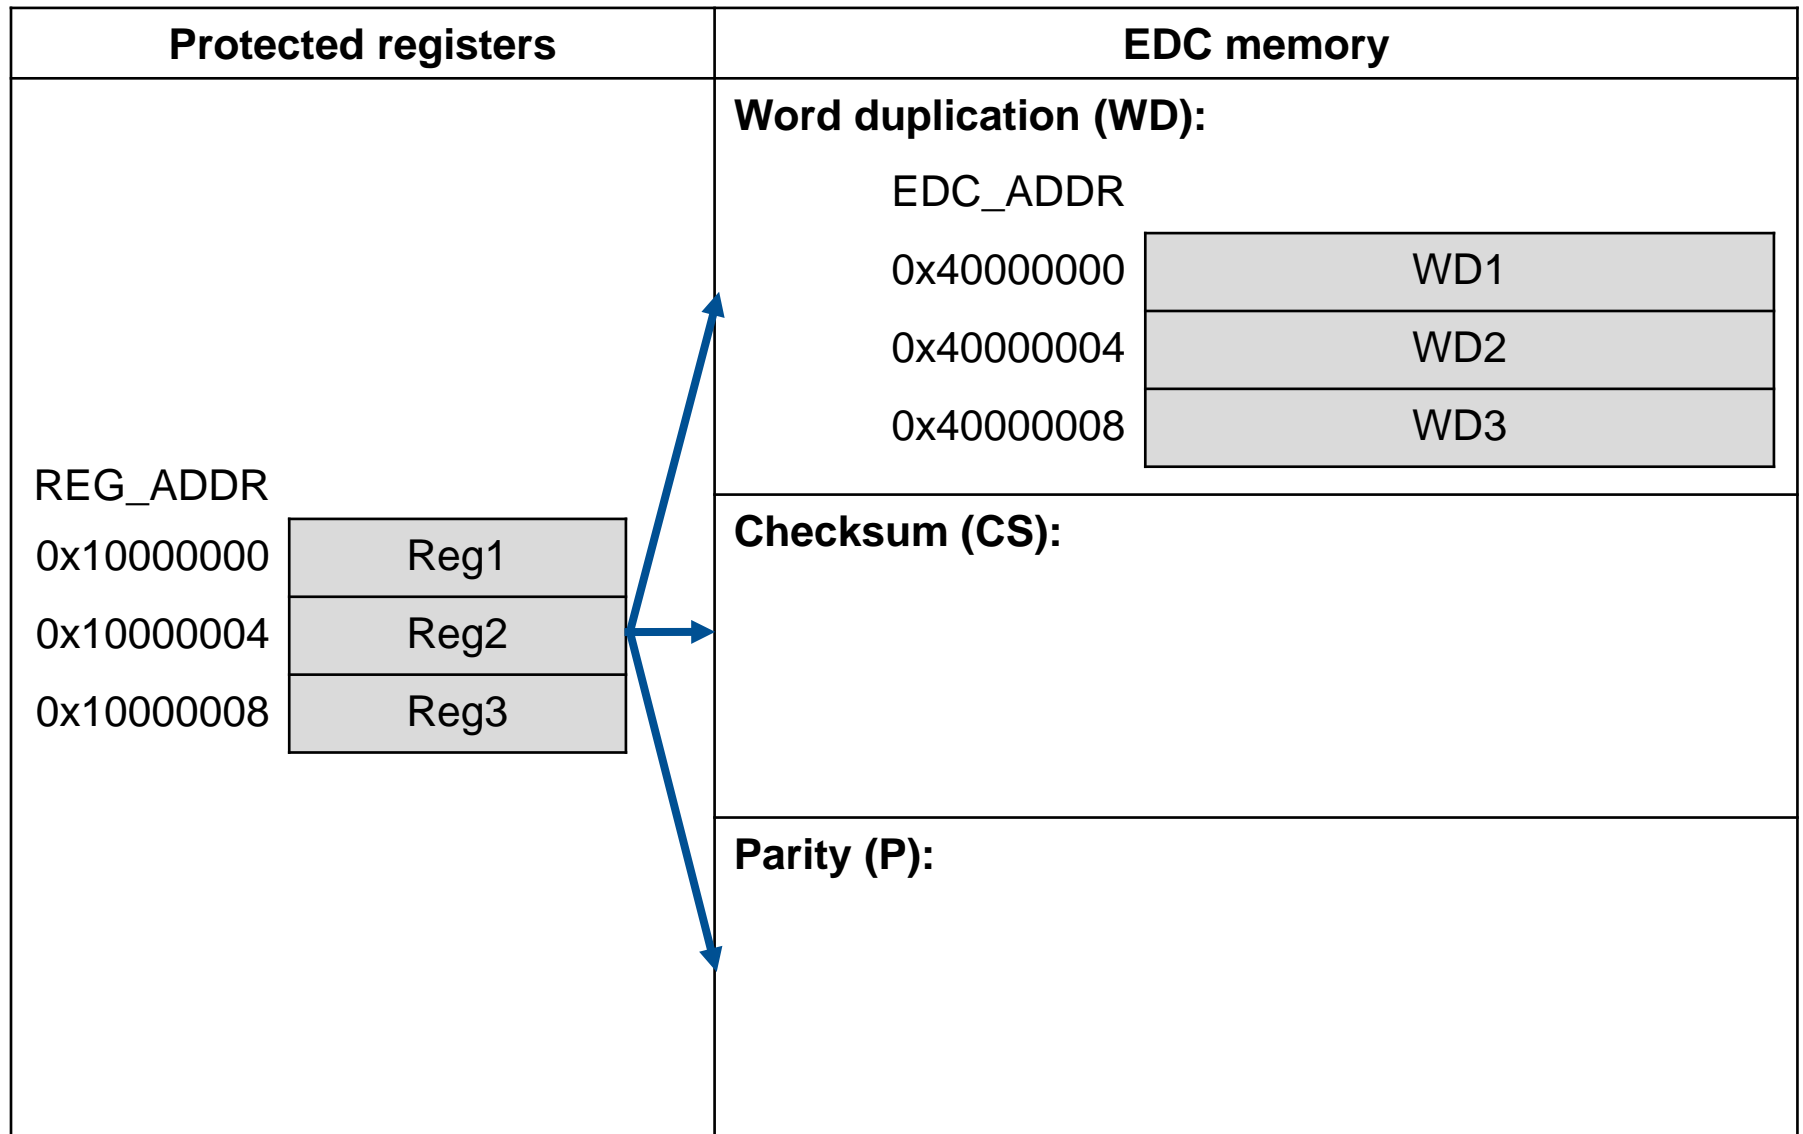 Protected registers
EDC memory
REG_ADDR
0x10000000 Reg1
0x10000004 Reg2
0x10000008 Reg3
Word duplication (WD):
EDC_ADDR
0x40000000 WD1
0x40000004 WD2
0x40000008 WD3
Checksum (CS):
Parity (P):